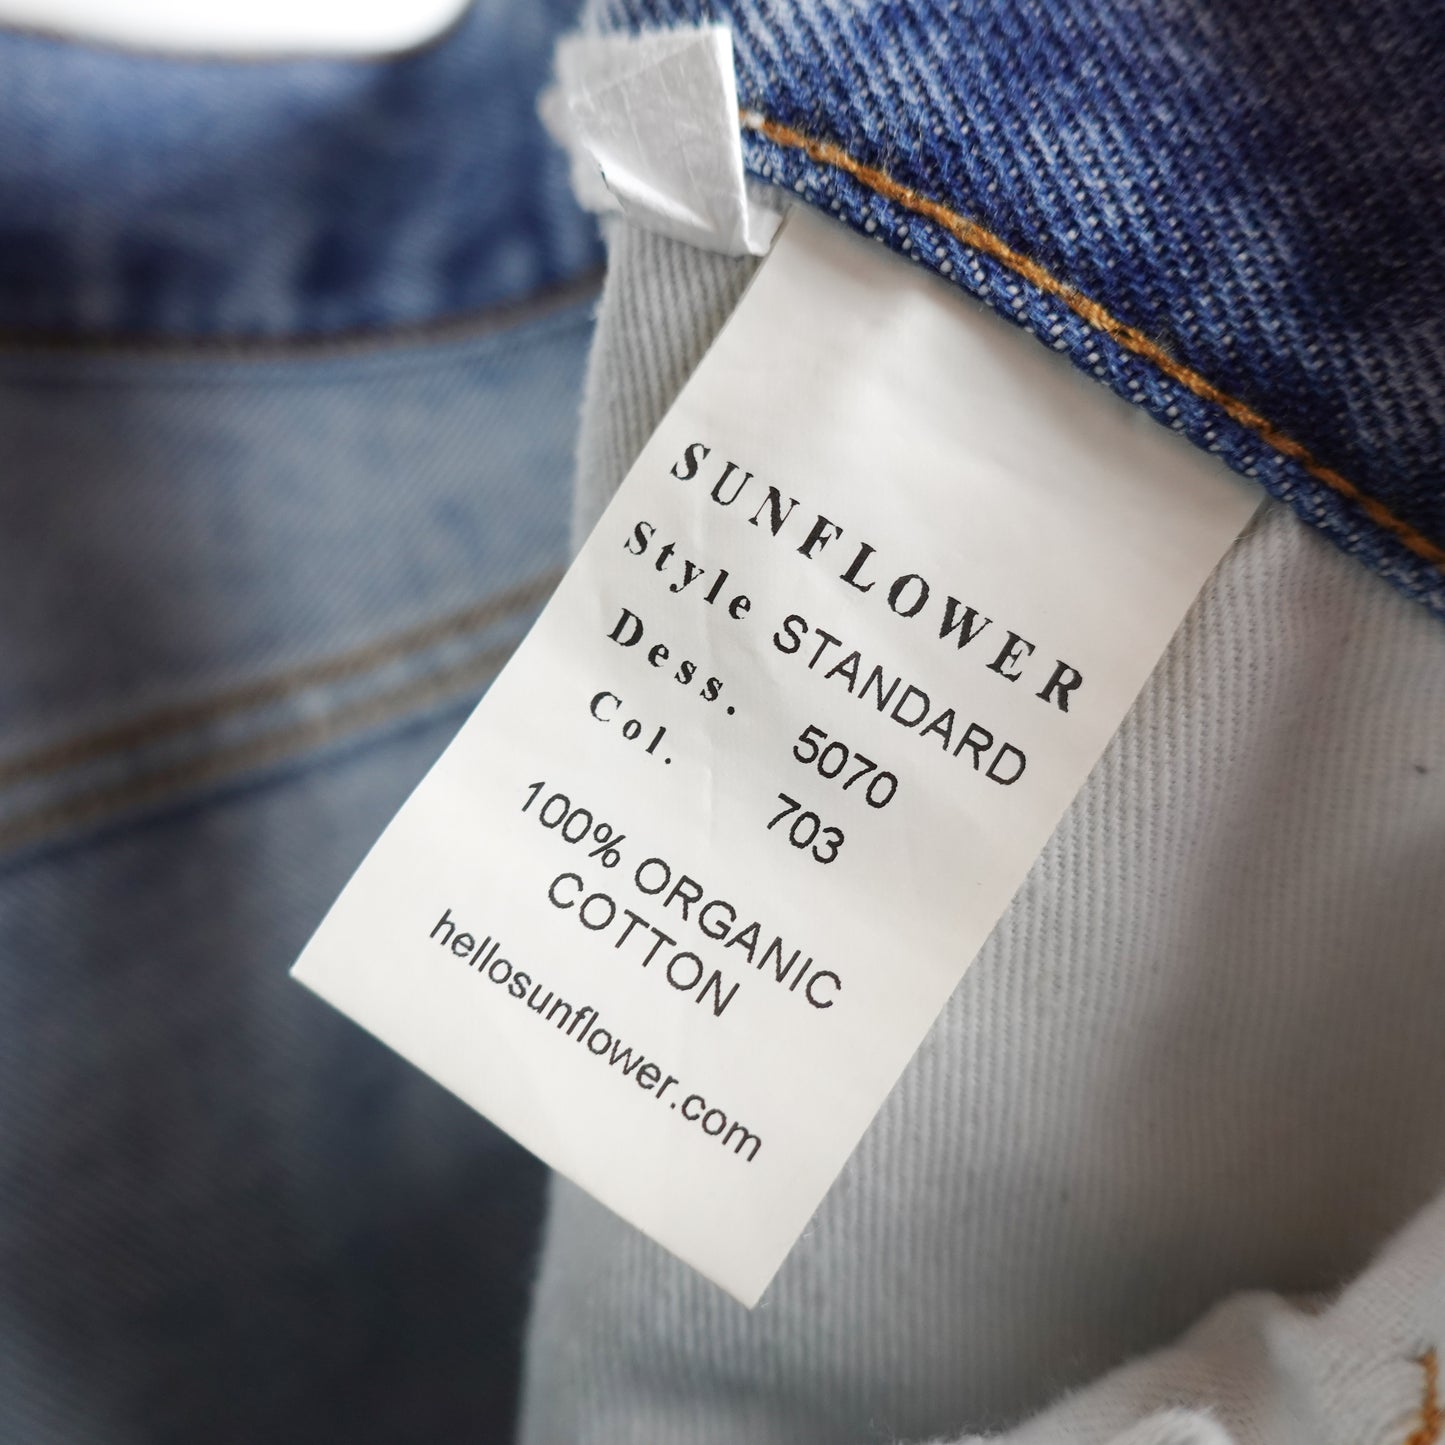 SUNFLOWER
Style STANDARD
Dess. 5070
Col. 703
100% ORGANIC
COTTON
hellosunflower.com